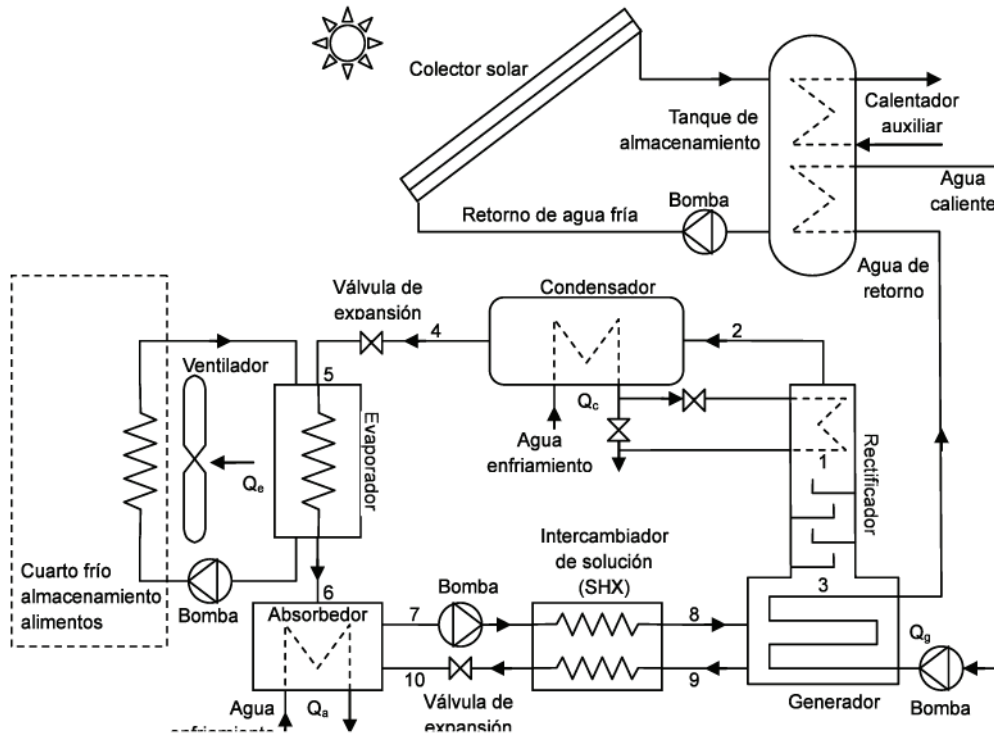 Colector solar
Tanque de
almacenamiento
Calentador
auxiliar
Agua
caliente
Retorno de agua fría
Bomba
Agua de
retorno
Válvula de
expansión
Condensador
4
2
Ventilador
5
Evaporador
Qe
Qc
Agua
enfriamiento
1
Rectificador
Cuarto frío
almacenamiento
alimentos
Bomba
6
Absorbedor
7
Bomba
Intercambiador
de solución
(SHX)
8
3
Qg
10
9
Agua
Qa
Válvula de
expansión
Generador
Bomba